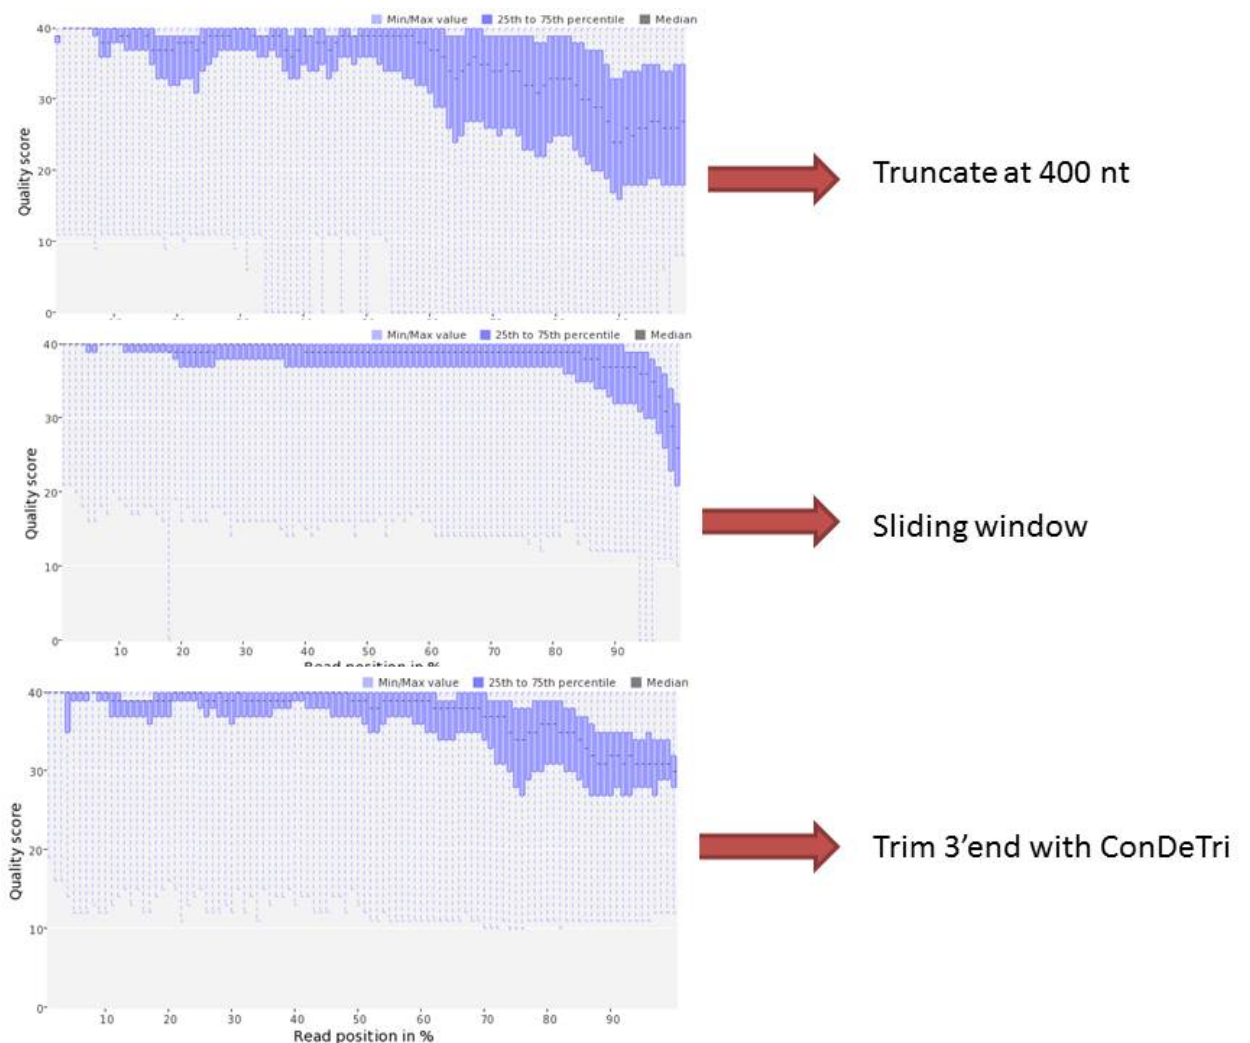 Min/Max value 25th to 75th percentile Median
40
30
20
10
0
Quality score
Truncate at 400 nt
Min/Max value 25th to 75th percentile Median
40
30
20
10
0
Quality score
10 20 30 40 50 60 70 80 90
Read position in %
Sliding window
Min/Max value 25th to 75th percentile Median
40
30
20
10
0
Quality score
10 20 30 40 50 60 70 80 90
Read position in %
Trim 3’end with ConDeTri